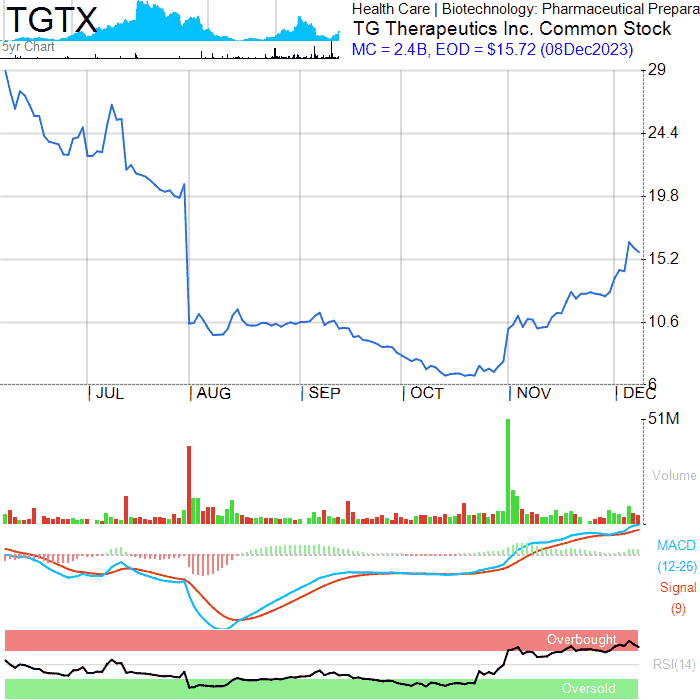 TGTX
5yr Chart
Health Care | Biotechnology: Pharmaceutical Prepara
TG Therapeutics Inc. Common Stock
MC = 2.4B, EOD = $15.72 (08Dec2023)
29
24.4
19.8
15.2
10.6
6
JUL AUG SEP OCT NOV DEC
51M
Volume
MACD
(12-26)
Signal
(9)
Overbought
RSI(14)
Oversold